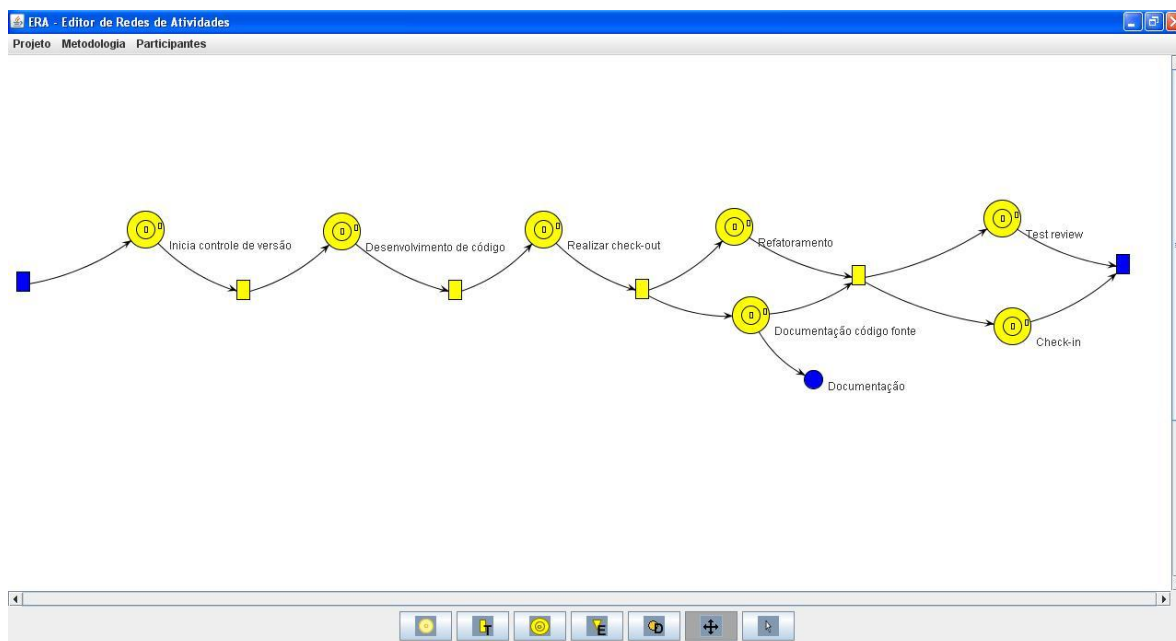 ERA - Editor de Redes de Atividades
Projeto Metodologia Participantes
Inicia controle de versão
Desenvolvimento de código
Realizar check-out
Refatoramento
Test review
Documentação código fonte
Check-in
Documentação
T
E
D